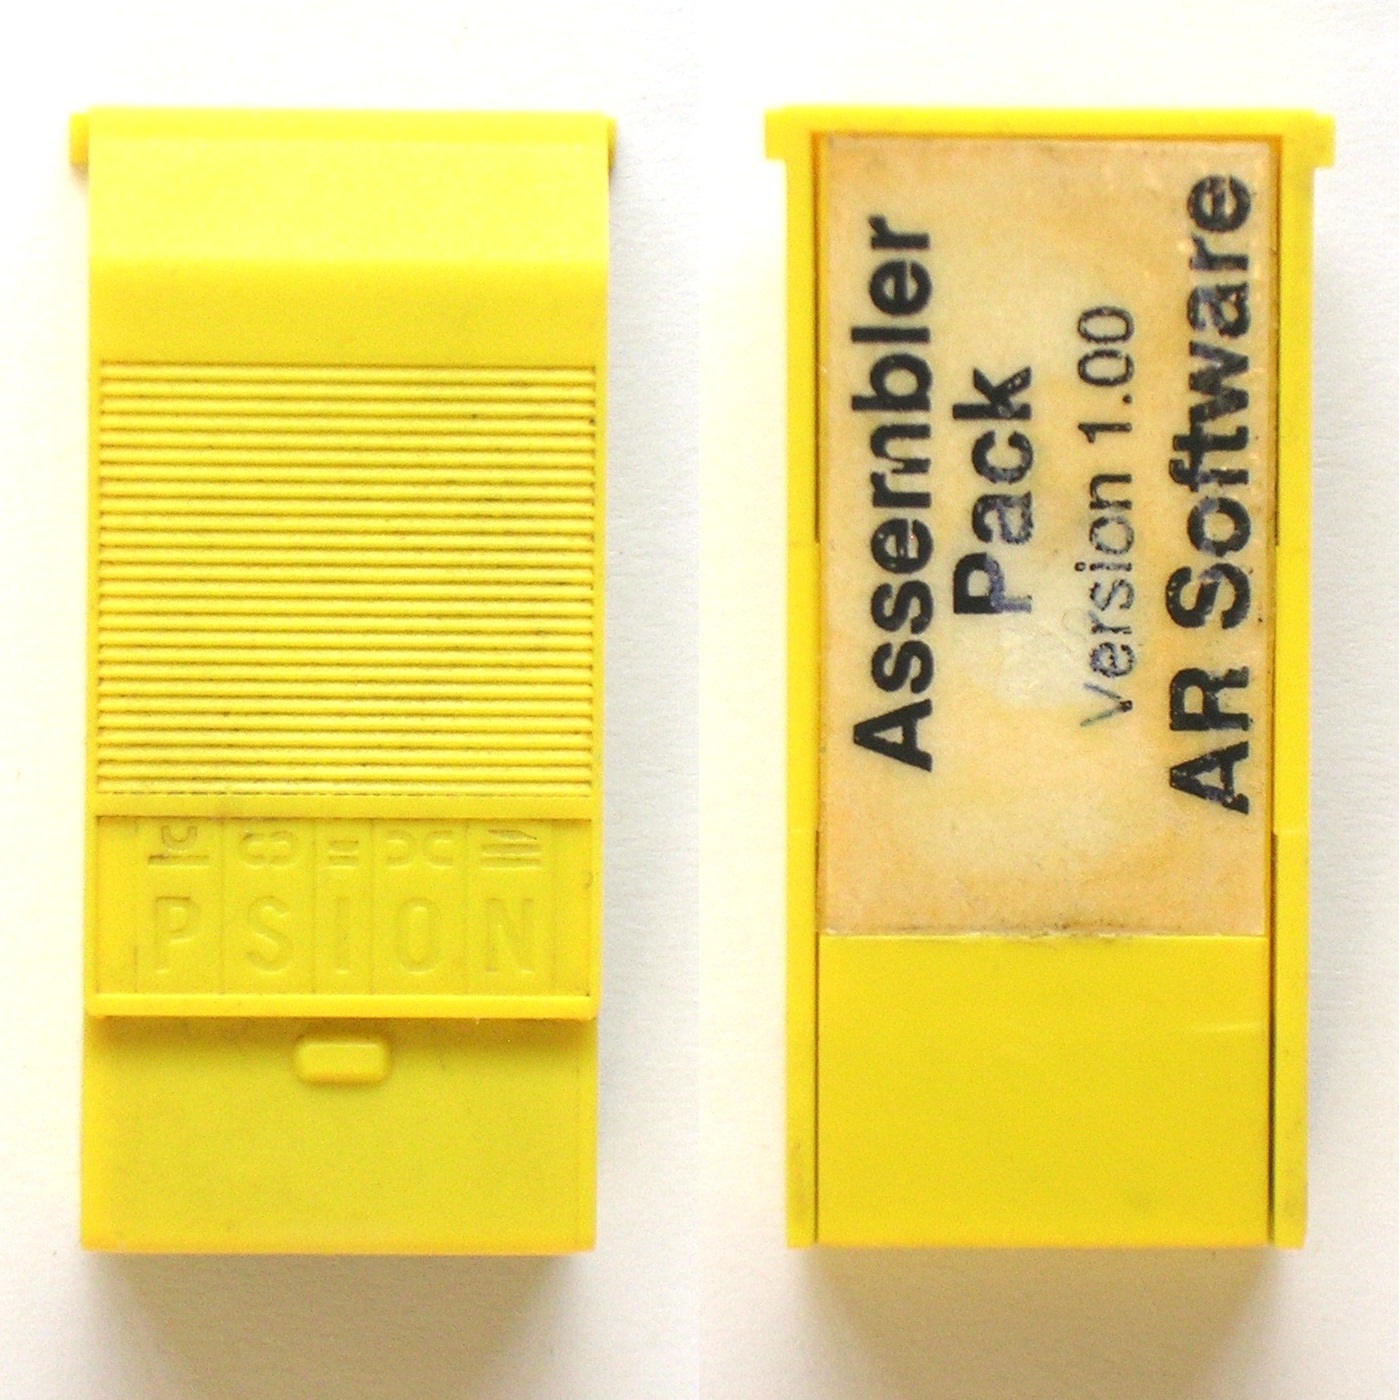 PSION
Assembler
Pack
version 1.00
AR Software